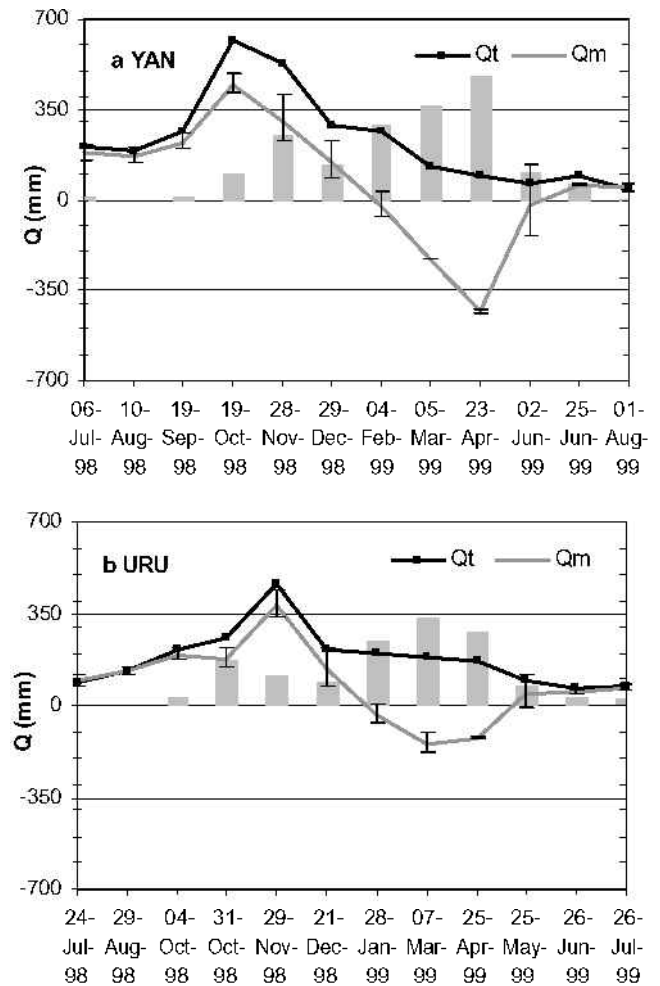 700
a YAN
Qt
Qm
350
0
-350
-700
Q (mm)
06- 10- 19- 19- 28- 29- 04- 05- 23- 02- 25- 01-
Jul- Aug- Sep- Oct- Nov- Dec- Feb- Mar- Apr- Jun- Jun- Aug-
98 98 98 98 98 98 99 99 99 99 99 99
700
b URU
Qt
Qm
350
0
-350
-700
Q (mm)
24- 29- 04- 31- 29- 21- 28- 07- 25- 25- 26- 26-
Jul- Aug- Oct- Oct- Nov- Dec- Jan- Mar- Apr- May- Jun- Jul-
98 98 98 98 98 98 99 99 99 99 99 99